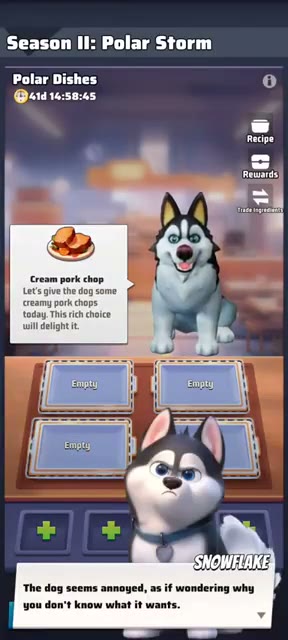 Season II: Polar Storm
Polar Dishes
41d 14:58:45
Recipe
Rewards
Trade Ingredients
Cream pork chop
Let's give the dog some
creamy pork chops
today. This rich choice
will delight it.
Empty
Empty
Empty
SNOWFLAKE
The dog seems annoyed, as if wondering why
you don't know what it wants.